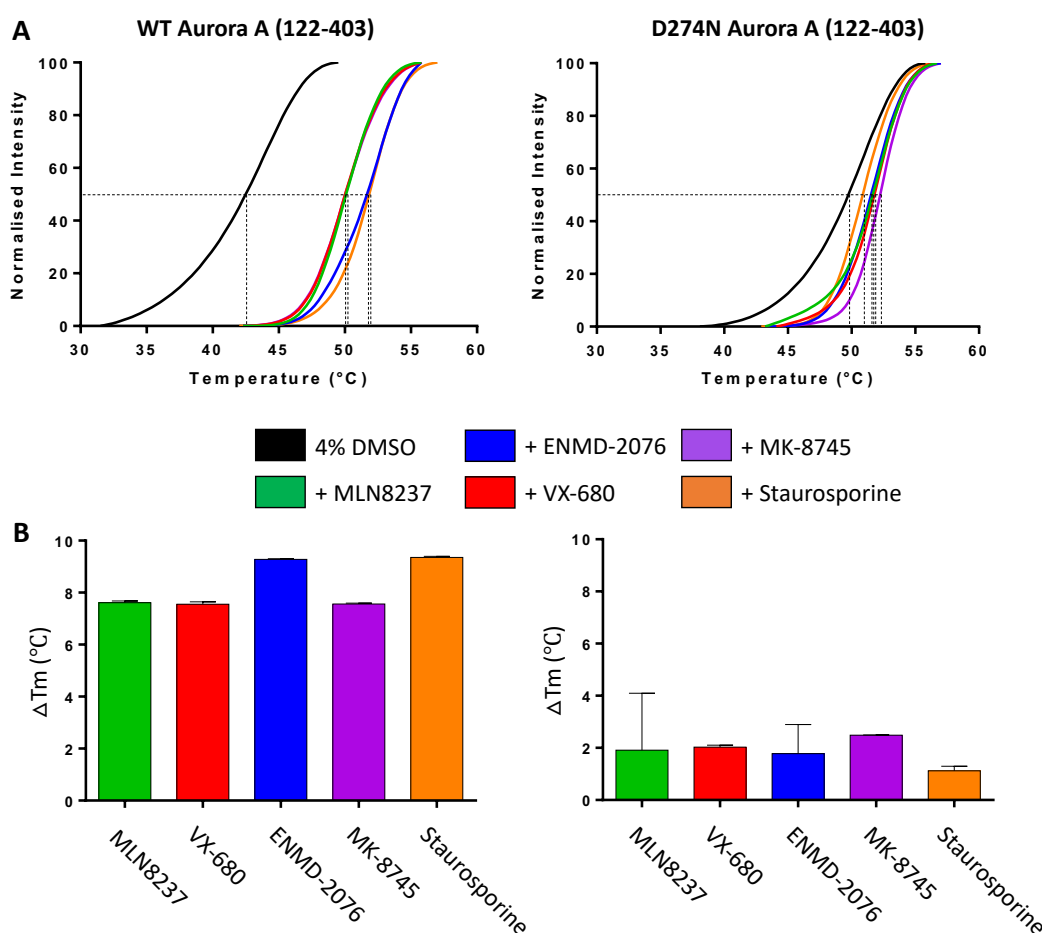 A
WT Aurora A (122-403)
D274N Aurora A (122-403)
Normalised Intensity
100
80
60
40
20
0
30 35 40 45 50 55 60
Temperature (°C)
Normalised Intensity
100
80
60
40
20
0
30 35 40 45 50 55 60
Temperature (°C)
4% DMSO
+ ENMD-2076
+ MK-8745
+ MLN8237
+ VX-680
+ Staurosporine
B
△Tm (°C)
10
8
6
4
2
0
MLN8237
VX-680
ENMD-2076
MK-8745
Staurosporine
△Tm (°C)
10
8
6
4
2
0
MLN8237
VX-680
ENMD-2076
MK-8745
Staurosporine